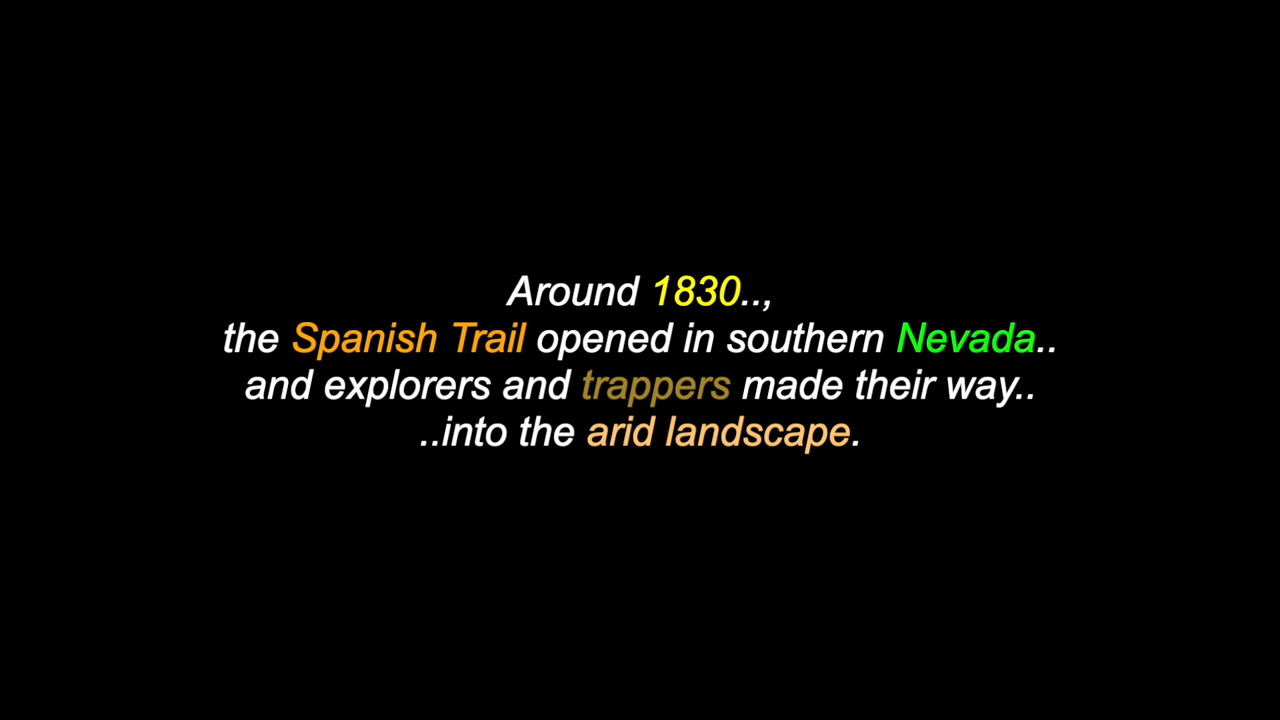 Around 1830..,
the Spanish Trail opened in southern Nevada..
and explorers and trappers made their way..
..into the arid landscape.